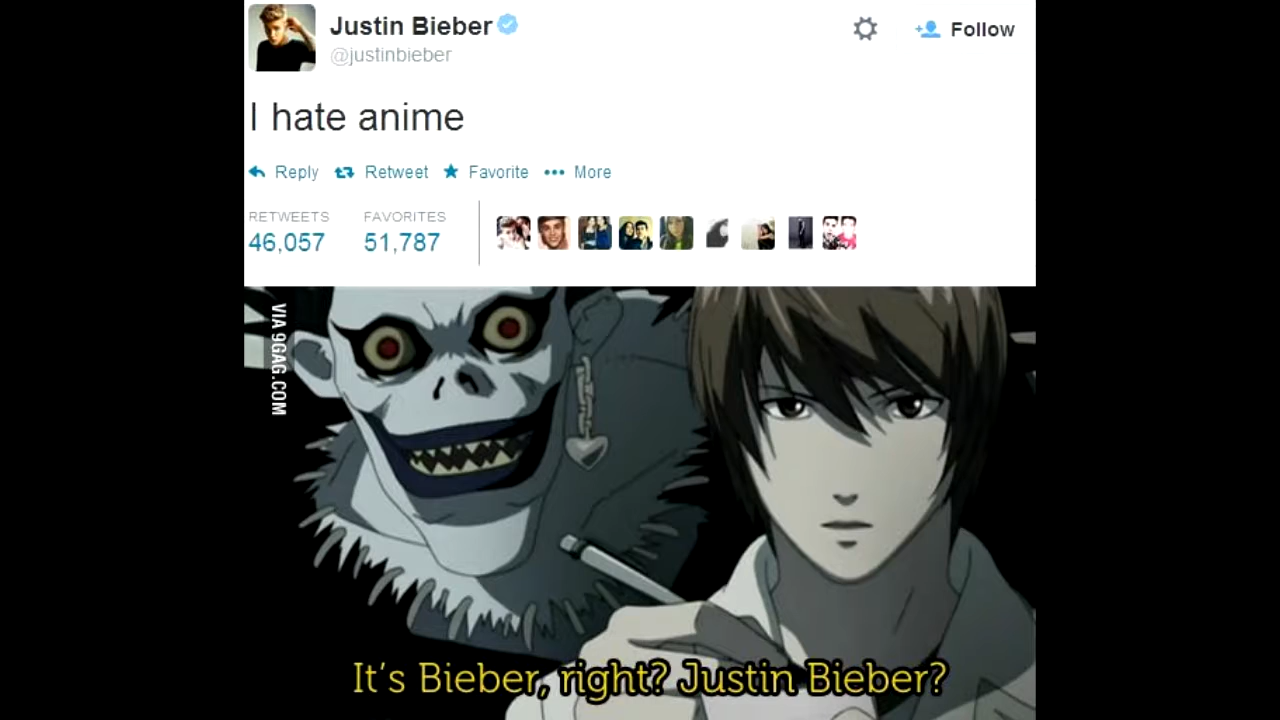 Justin Bieber
@justinbieber
Follow
I hate anime
Reply Retweet Favorite More
RETWEETS FAVORITES
46,057 51,787
VIA 9GAG.COM
It's Bieber, right? Justin Bieber?